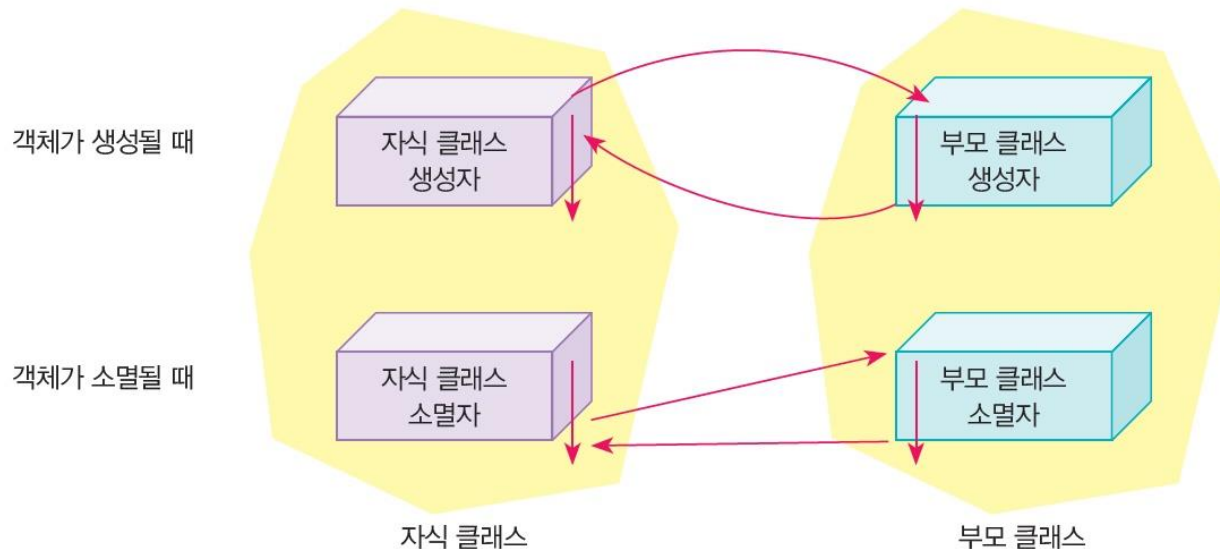 객체가 생성될 때
자식 클래스
생성자
부모 클래스
생성자
객체가 소멸될 때
자식 클래스
소멸자
부모 클래스
소멸자
자식 클래스
부모 클래스